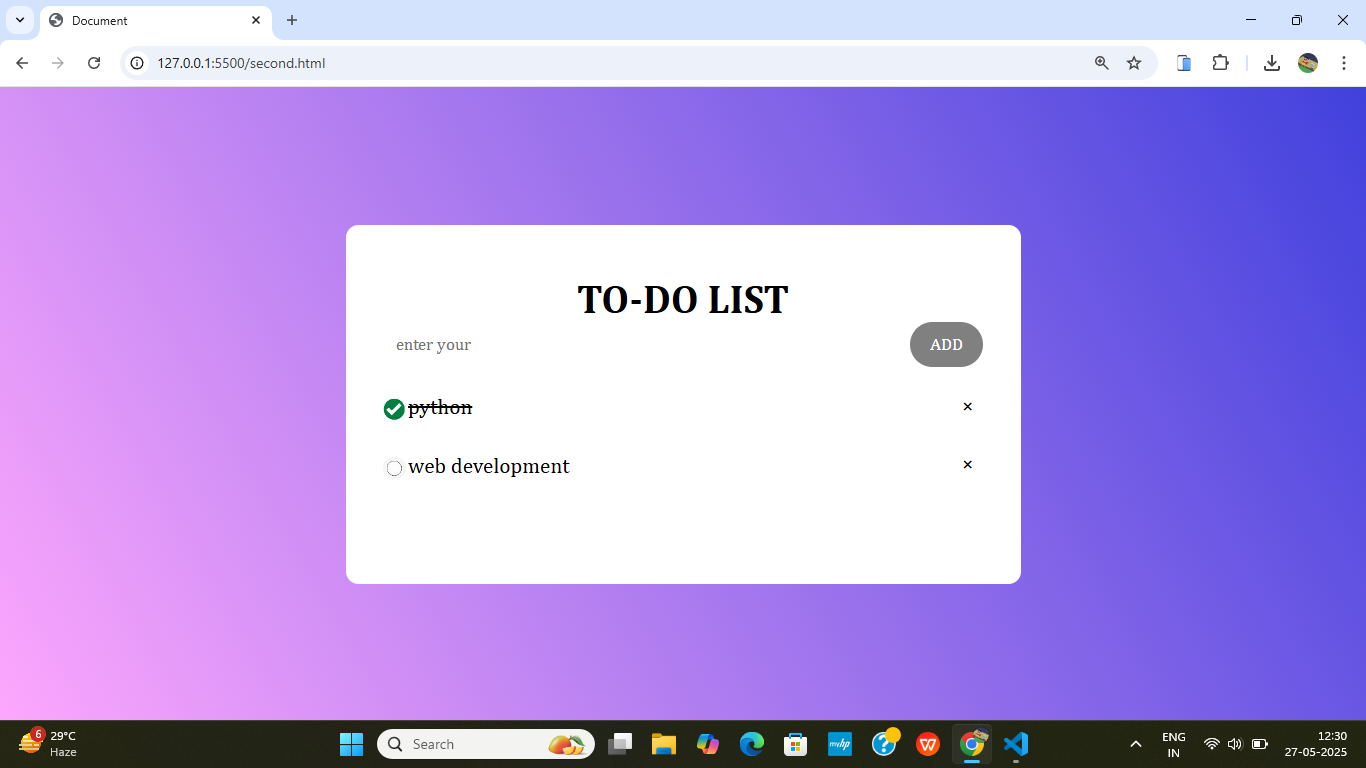 Document
127.0.0.1:5500/second.html
TO-DO LIST
enter your
ADD
python
×
web development
×
6
29°C
Haze
Search
myhp
?
W
ENG
IN
12:30
27-05-2025